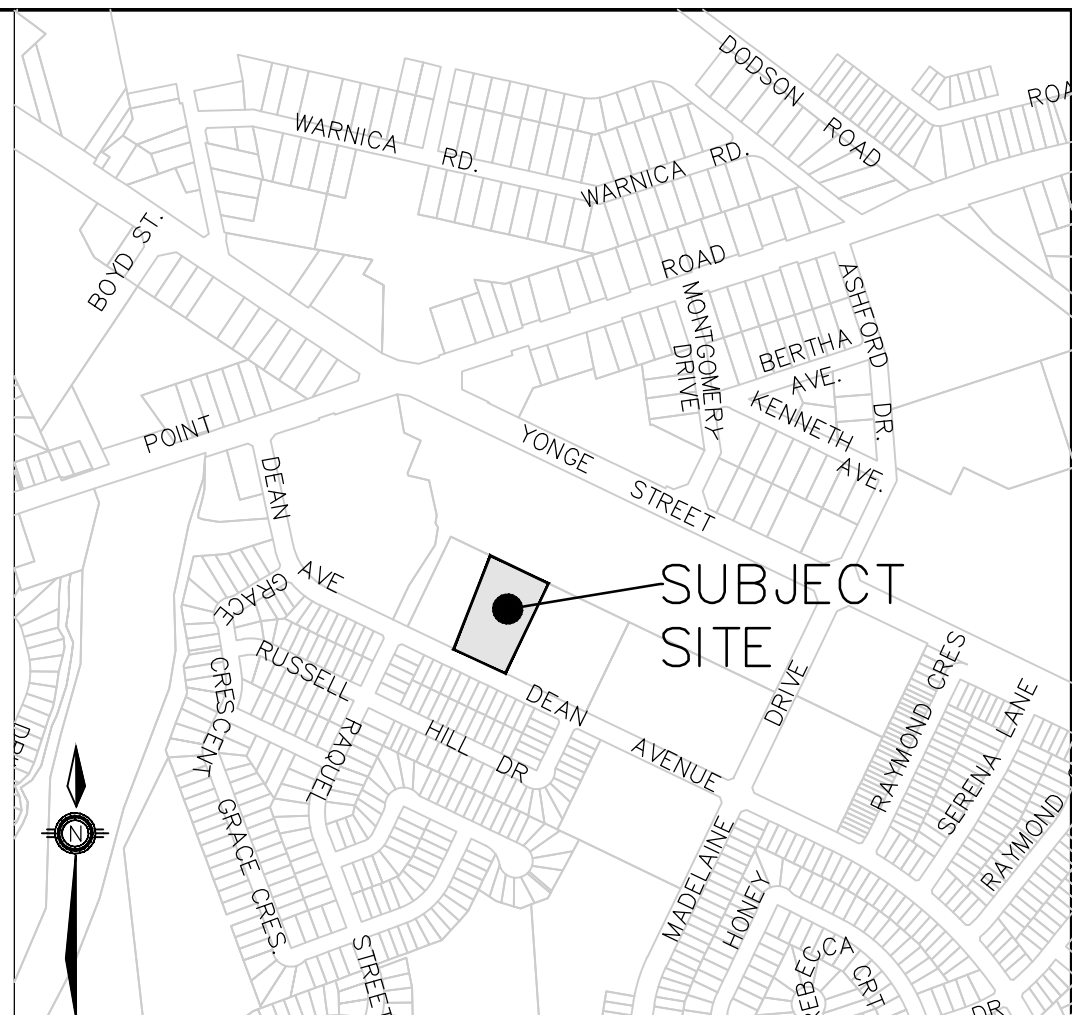 DODSON
ROAD
WARNICA
RD.
WARNICA
RD.
BOYD ST.
ROAD
MONTGOMERY
DRIVE
ASHFORD
DR.
BERTHA
AVE.
KENNETH
AVE.
POINT
YONGE
STREET
DEAN
AVE
GRACE
CRESCENT
SUBJECT
SITE
RUSSELL
HILL
DR
RAQUEL
STREET
DEAN
AVENUE
DRIVE
MADELAINE
RAYMOND CRES
SERENA LANE
RAYMOND
HONEY
CRT
DR
GRACE CRES.
N